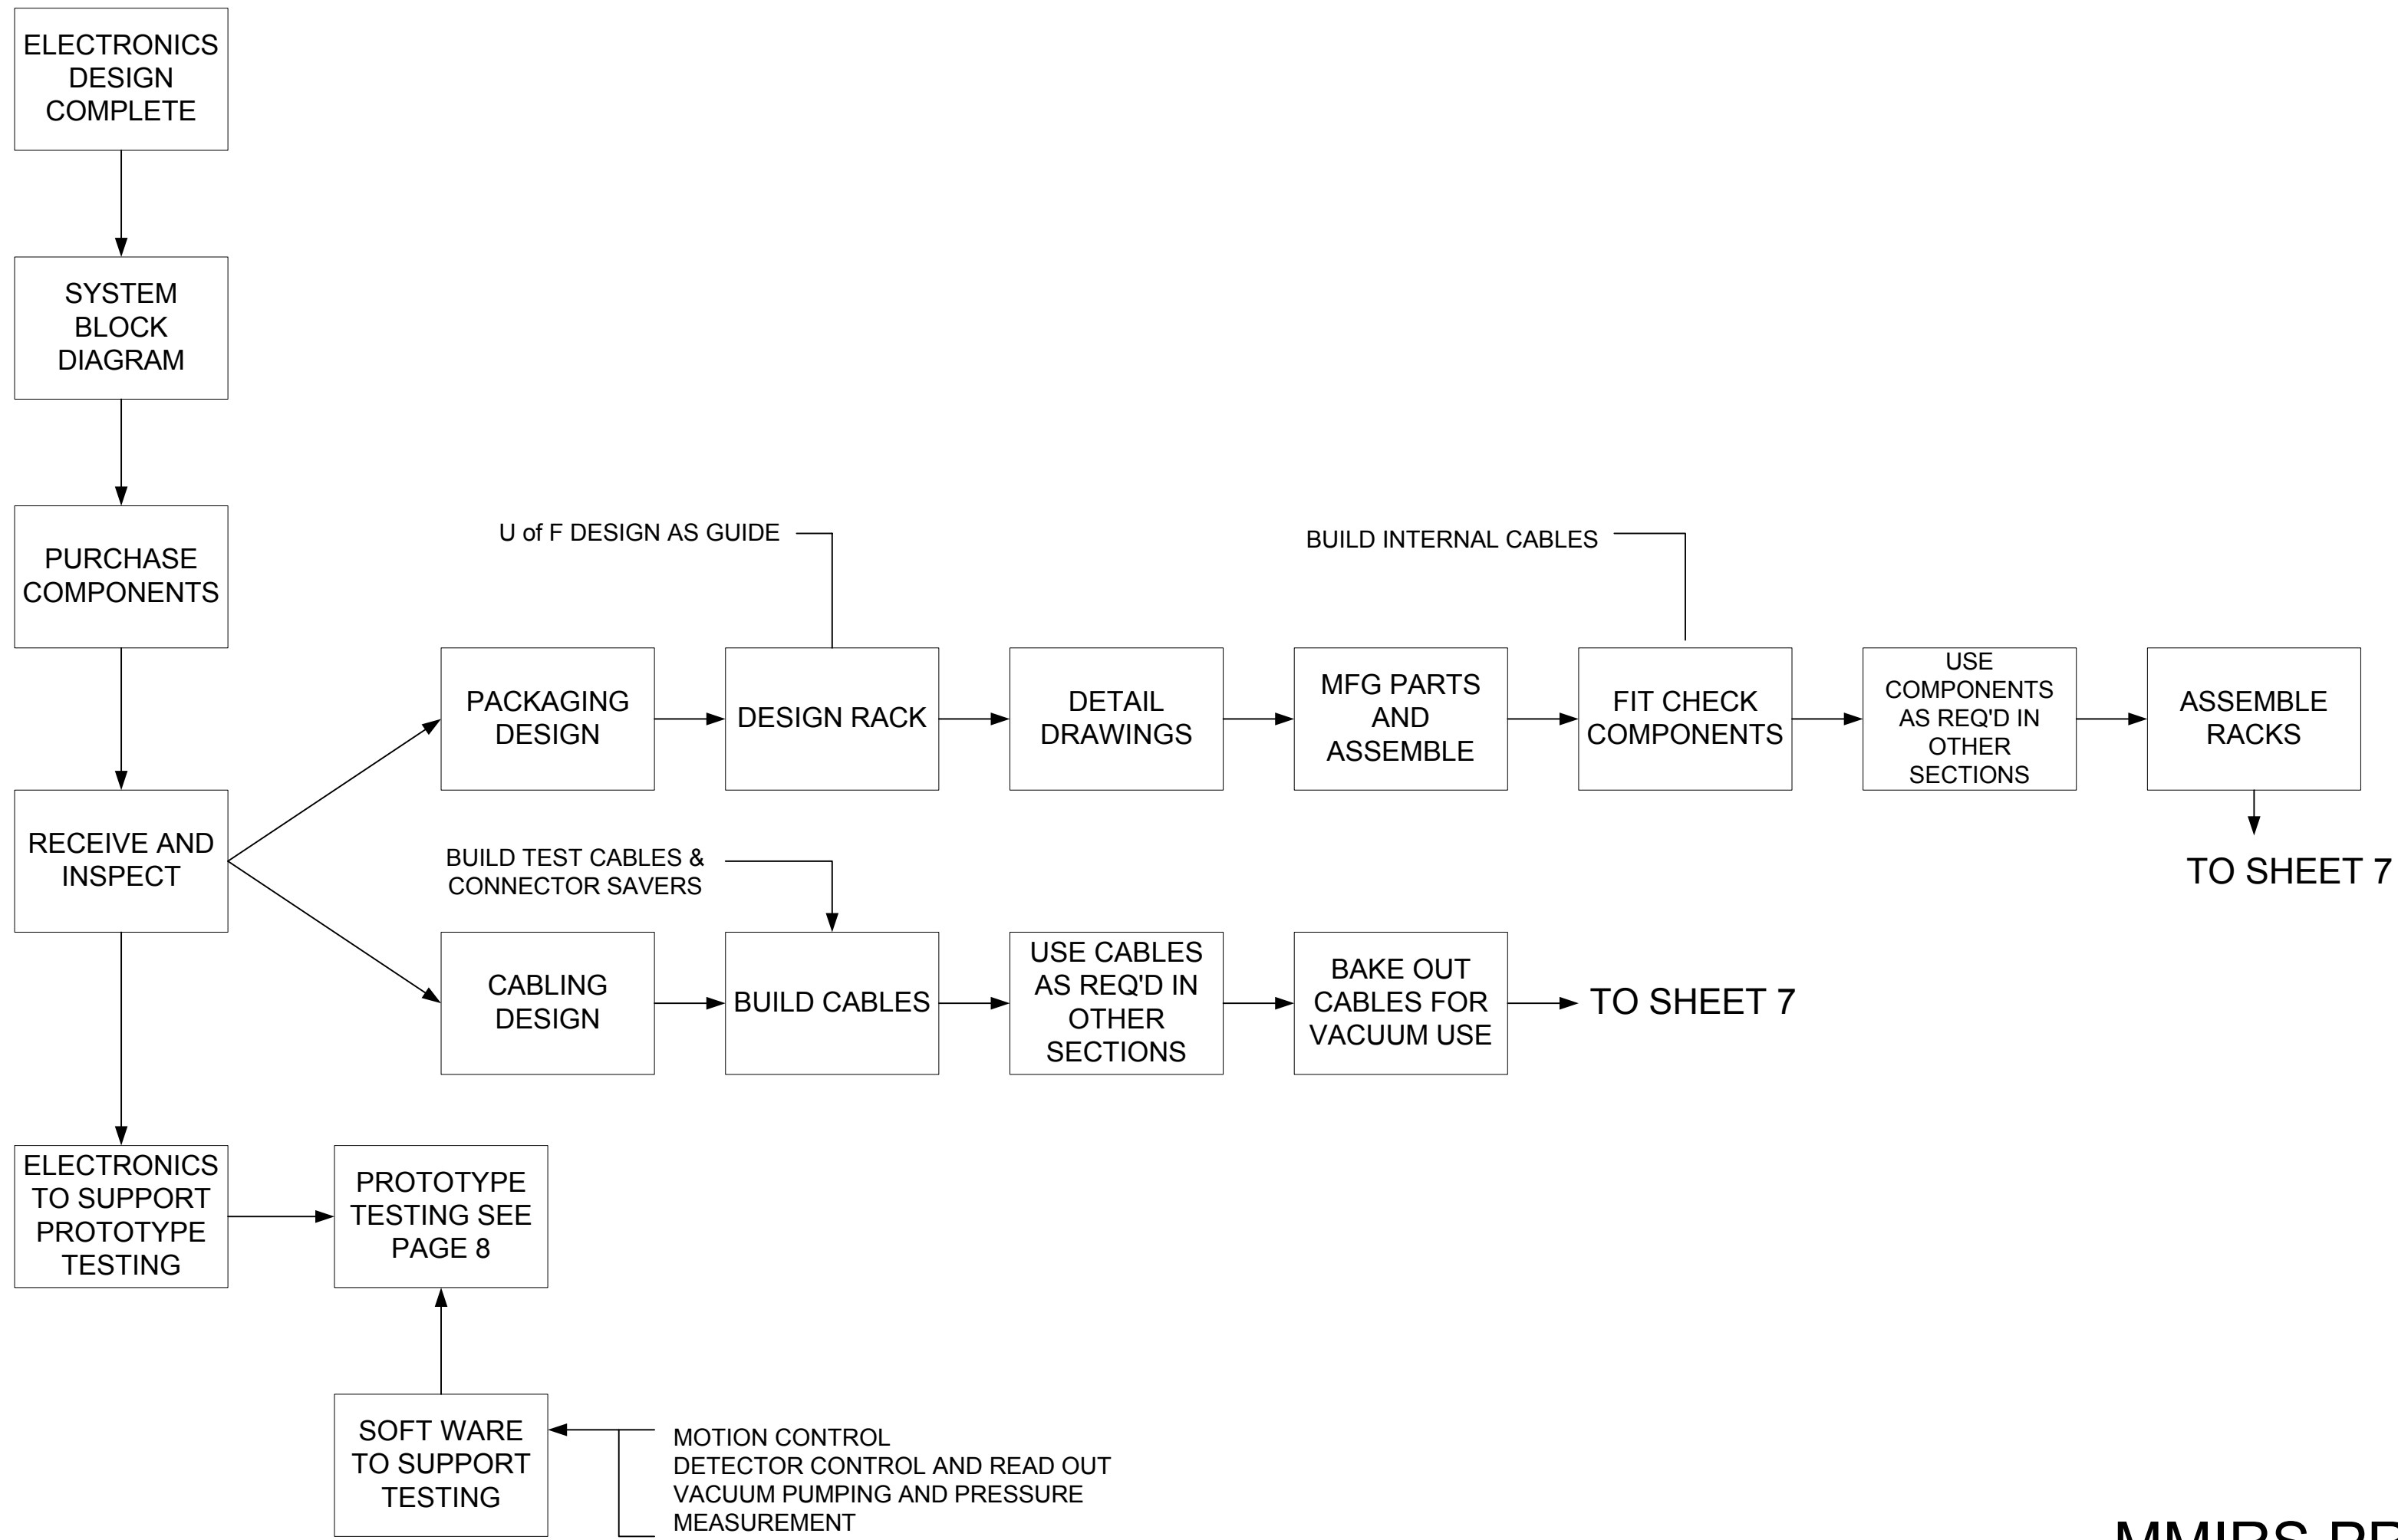 ELECTRONICS
DESIGN
COMPLETE
SYSTEM
BLOCK
DIAGRAM
PURCHASE
COMPONENTS
U of F DESIGN AS GUIDE
BUILD INTERNAL CABLES
PACKAGING
DESIGN
DESIGN RACK
DETAIL
DRAWINGS
MFG PARTS
AND
ASSEMBLE
FIT CHECK
COMPONENTS
USE
COMPONENTS
AS REQ'D IN
OTHER
SECTIONS
ASSEMBLE
RACKS
TO SHEET 7
RECEIVE AND
INSPECT
BUILD TEST CABLES &
CONNECTOR SAVERS
CABLING
DESIGN
BUILD CABLES
USE CABLES
AS REQ'D IN
OTHER
SECTIONS
BAKE OUT
CABLES FOR
VACUUM USE
TO SHEET 7
ELECTRONICS
TO SUPPORT
PROTOTYPE
TESTING
PROTOTYPE
TESTING SEE
PAGE 8
SOFT WARE
TO SUPPORT
TESTING
MOTION CONTROL
DETECTOR CONTROL AND READ OUT
VACUUM PUMPING AND PRESSURE
MEASUREMENT